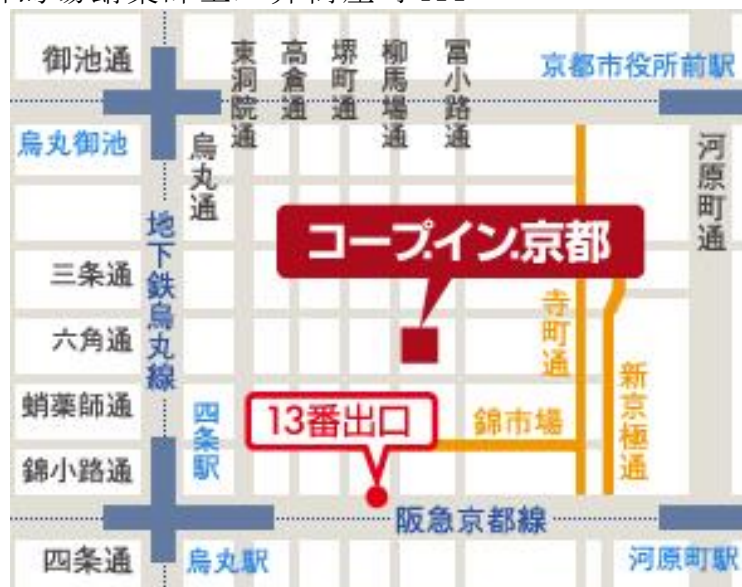 御池通
東洞院通
高倉通
堺町通
柳馬場通
富小路通
京都市役所前駅
烏丸御池
烏丸通
河原町通
地下鉄烏丸線
コープ.イン.京都
三条通
寺町通
六角通
新京極通
蛸薬師通
四条駅
13番出口
錦市場
錦小路通
阪急京都線
四条通
烏丸駅
河原町駅